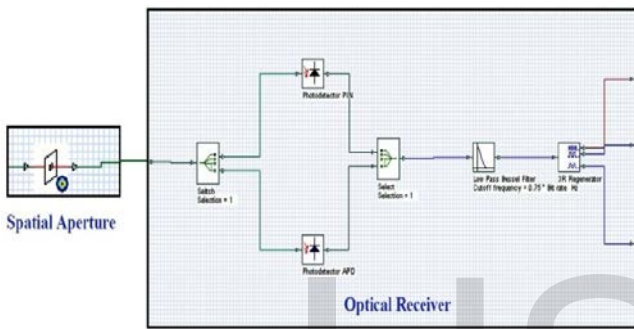 Photodetector PIN
Switch
Selection = 1
Select
Selection = 1
Low Pass Bessel Filter
Cutoff frequency = 0.75 * Bit rate Hz
3R Regenerator
Spatial Aperture
Photodetector APD
Optical Receiver